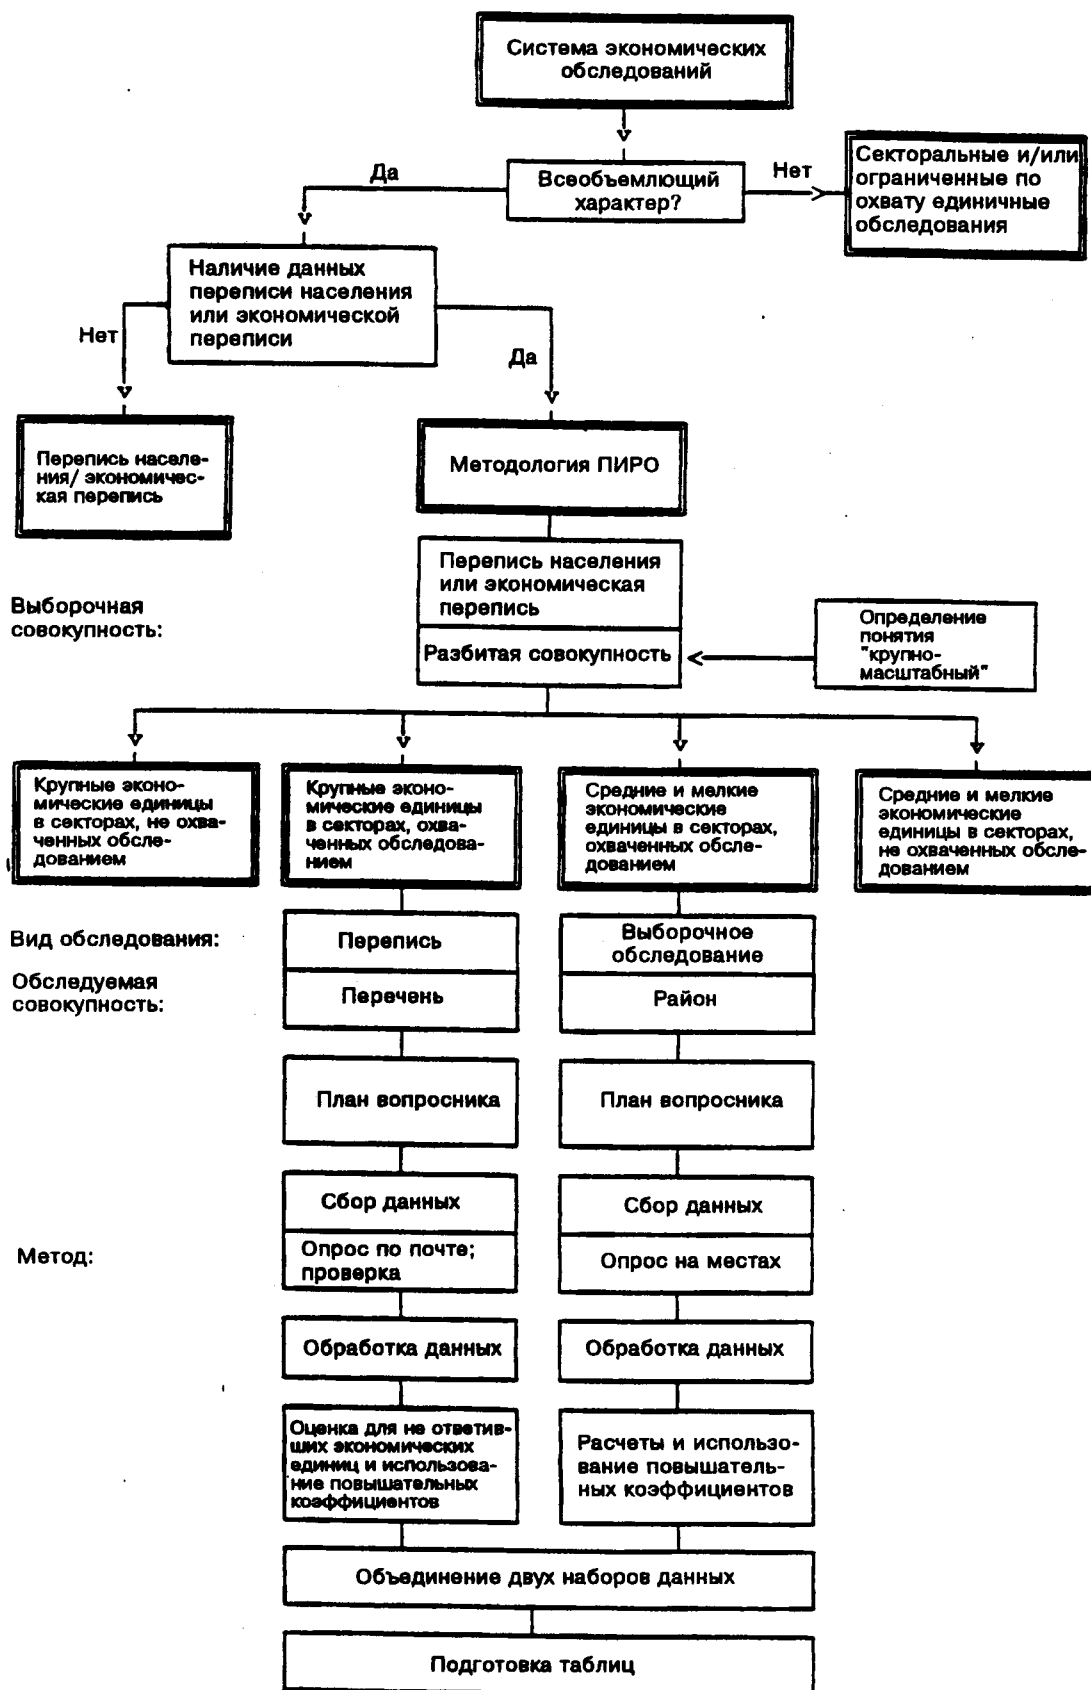 Система экономических
обследований
Да
Всеобъемлющий
характер?
Нет
Секторальные и/или
ограниченные по
охвату единичные
обследования
Наличие данных
переписи населения
или экономической
переписи
Нет
Да
Перепись населе-
ния/ экономичес-
кая перепись
Методология ПИРО
Перепись населения
или экономическая
перепись
Выборочная
совокупность:
Разбитая совокупность
Определение
понятия
"крупно-
масштабный"
Крупные эконо-
мические единицы
в секторах, не охва-
ченных обсле-
дованием
Крупные эконо-
мические единицы
в секторах, охва-
ченных обследова-
нием
Средние и мелкие
экономические
единицы в секторах,
охваченных обсле-
дованием
Средние и мелкие
экономические
единицы в секторах,
не охваченных обсле-
дованием
Вид обследования:
Перепись
Выборочное
обследование
Обследуемая
совокупность:
Перечень
Район
План вопросника
План вопросника
Сбор данных
Сбор данных
Метод:
Опрос по почте;
проверка
Опрос на местах
Обработка данных
Обработка данных
Оценка для не ответив-
ших экономических
единиц и использова-
ние повышательных
коэффициентов
Расчеты и использо-
вание повышатель-
ных коэффициентов
Объединение двух наборов данных
Подготовка таблиц